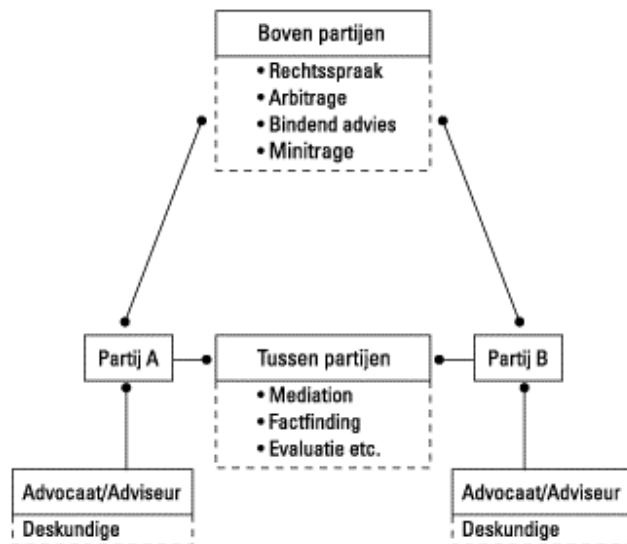 Boven partijen
• Rechtsspraak
• Arbitrage
• Bindend advies
• Minitrage
Partij A
Tussen partijen
Partij B
• Mediation
• Factfinding
• Evaluatie etc.
Advocaat/Adviseur
Deskundige
Advocaat/Adviseur
Deskundige